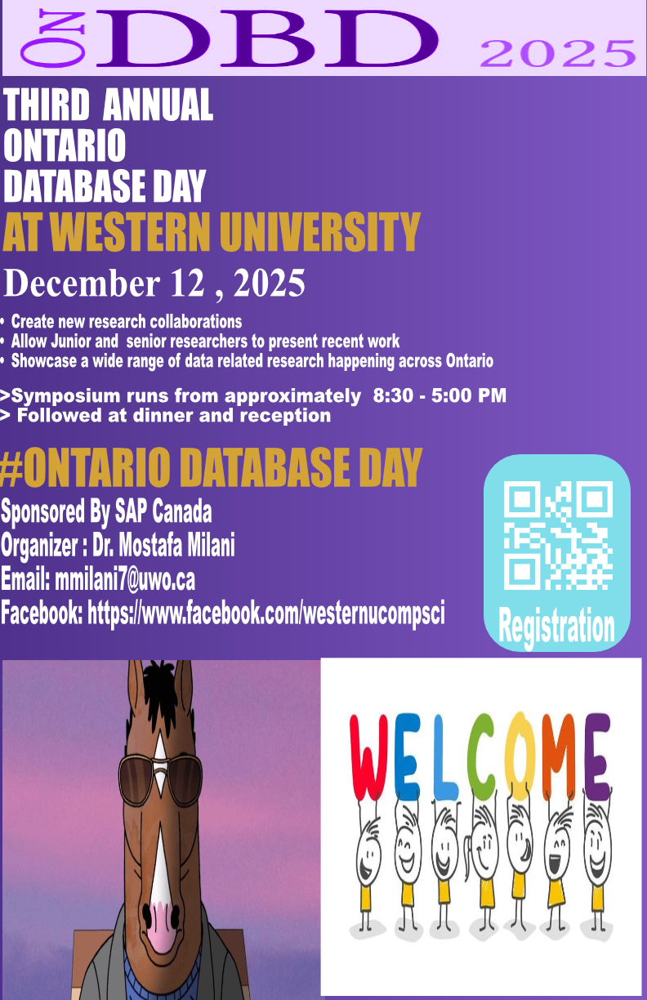 ON DBD 2025
THIRD ANNUAL
ONTARIO
DATABASE DAY
AT WESTERN UNIVERSITY
December 12 , 2025
• Create new research collaborations
• Allow Junior and senior researchers to present recent work
• Showcase a wide range of data related research happening across Ontario
>Symposium runs from approximately 8:30 - 5:00 PM
> Followed at dinner and reception
#ONTARIO DATABASE DAY
Sponsored By SAP Canada
Organizer : Dr. Mostafa Milani
Email: mmilani7@uwo.ca
Facebook: https://www.facebook.com/westernucompsci
Registration
WELCOME